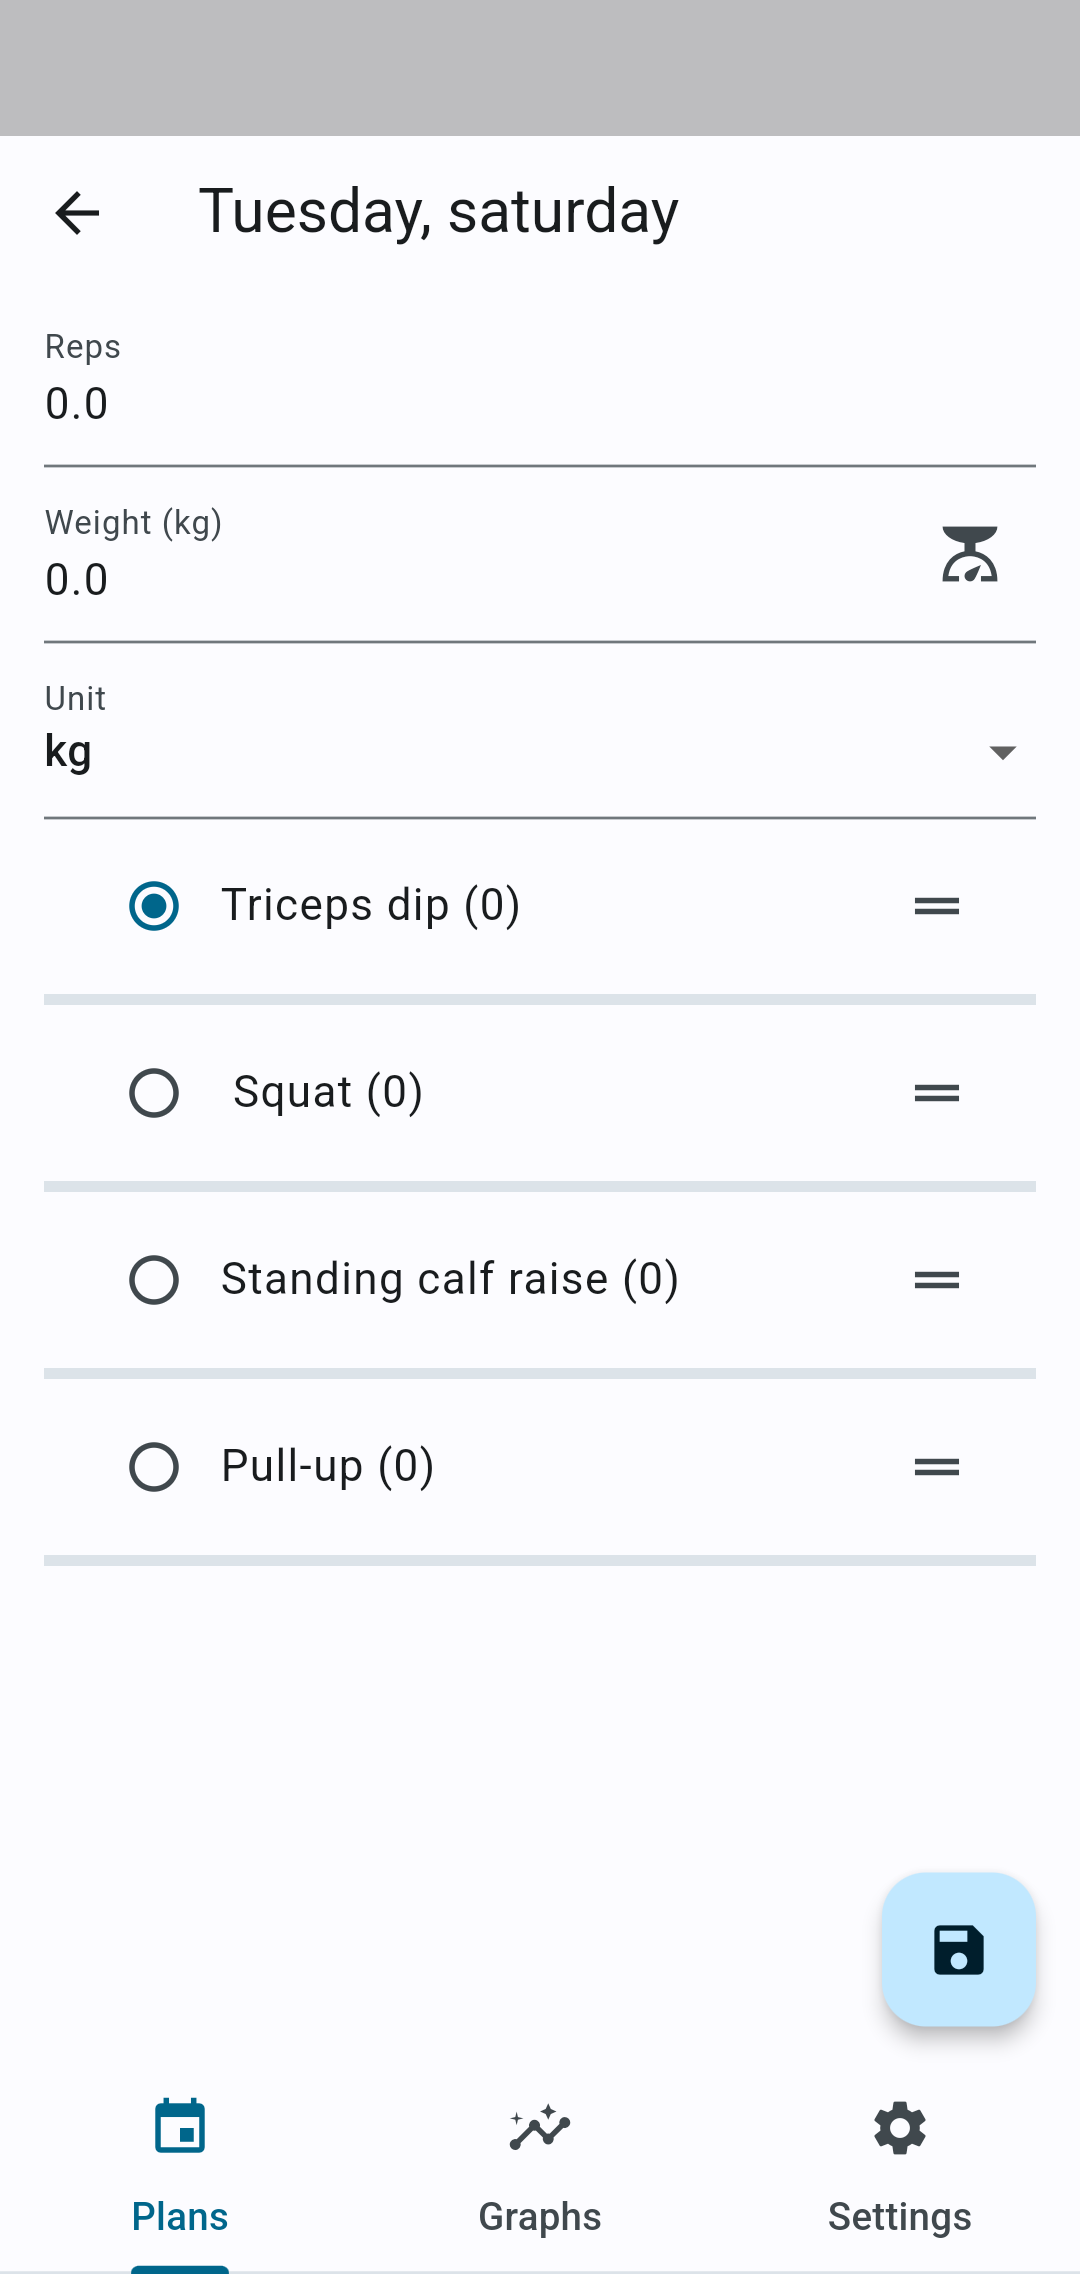 Tuesday, saturday
Reps
0.0
Weight (kg)
0.0
Unit
kg
Triceps dip (0)
Squat (0)
Standing calf raise (0)
Pull-up (0)
Plans
Graphs
Settings